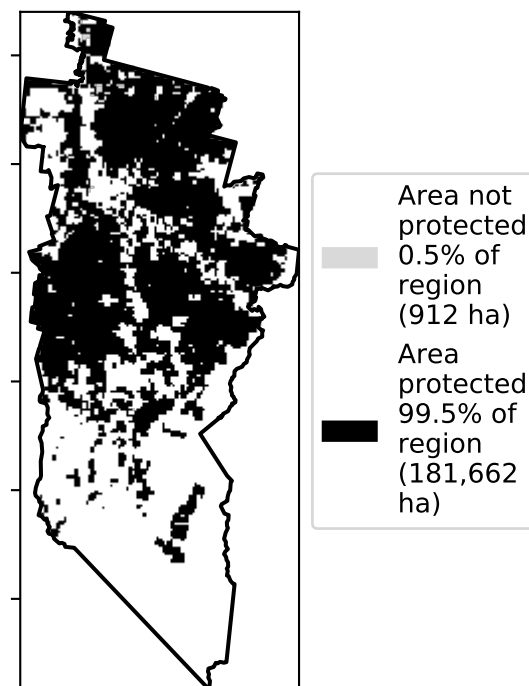 Area not
protected
0.5% of
region
(912 ha)
Area
protected
99.5% of
region
(181,662
ha)